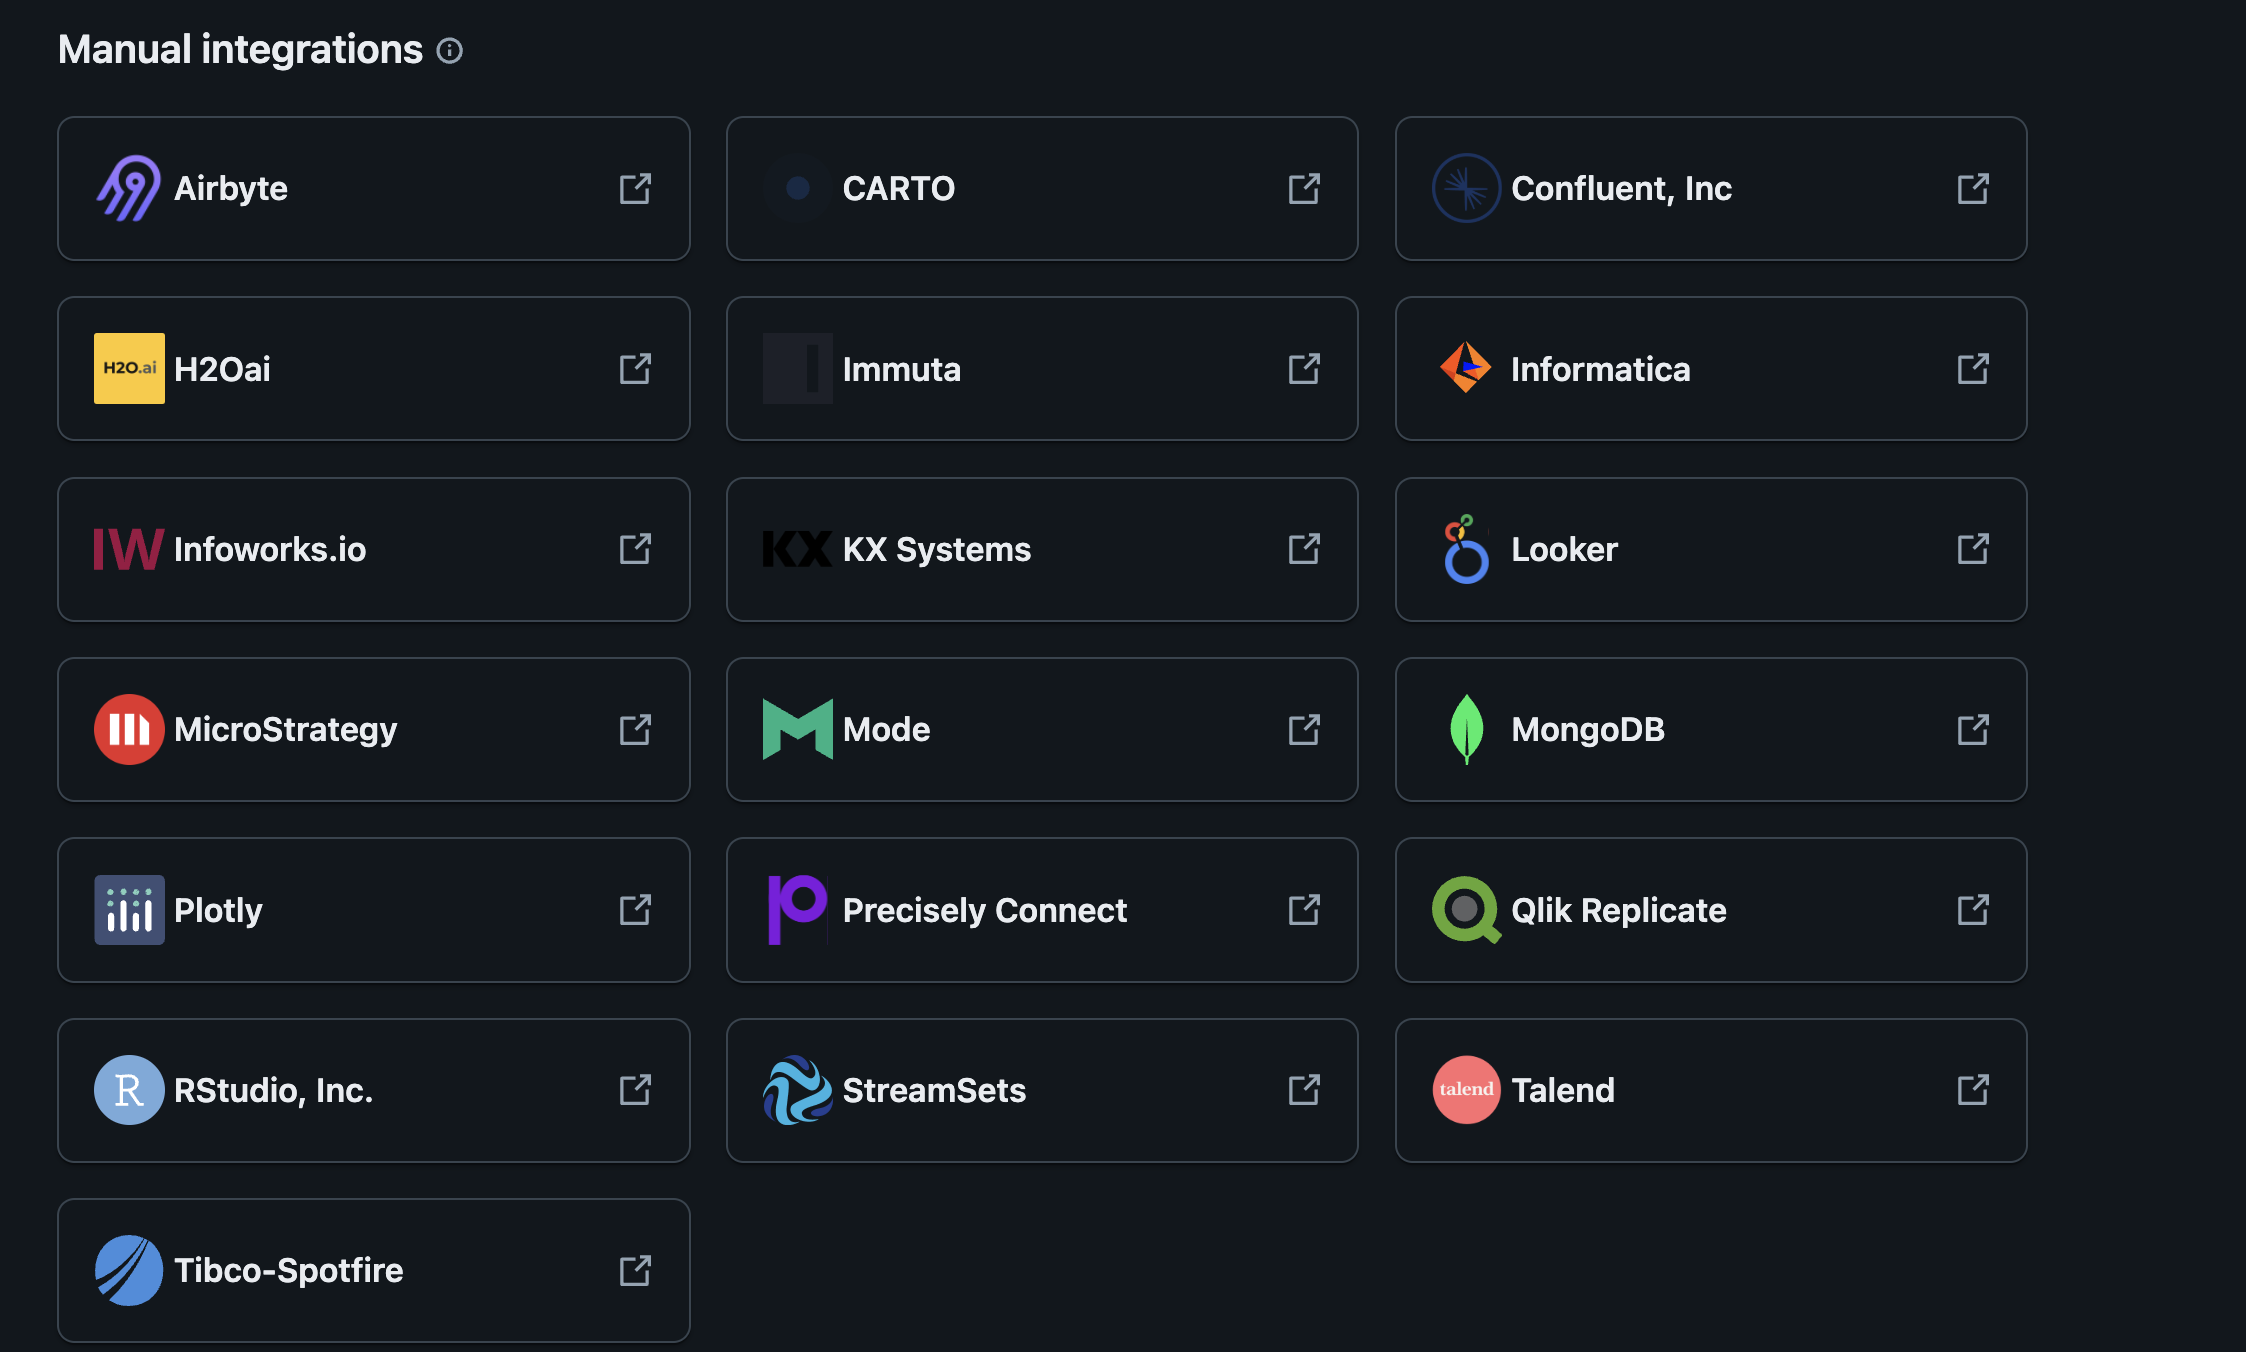 Manual integrations
Airbyte
CARTO
Confluent, Inc
H2O.ai H2Oai
Immuta
Informatica
IW Infoworks.io
KX KX Systems
Looker
MicroStrategy
Mode
MongoDB
Plotly
Precisely Connect
Qlik Replicate
R RStudio, Inc.
StreamSets
talend Talend
Tibco-Spotfire